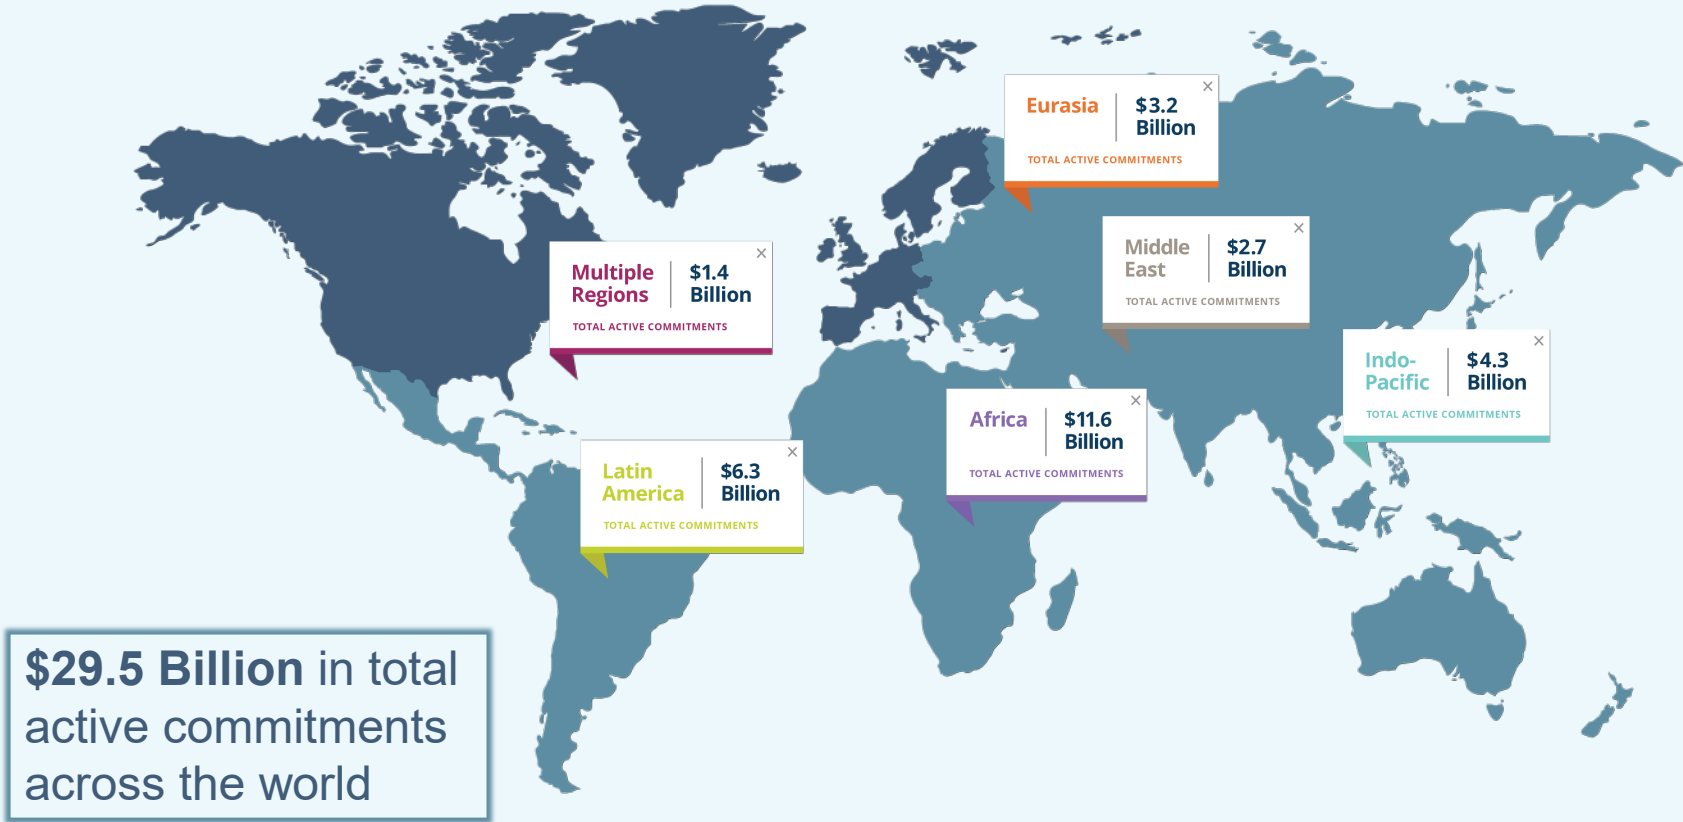 Eurasia
$3.2
Billion
TOTAL ACTIVE COMMITMENTS
Middle
East
$2.7
Billion
TOTAL ACTIVE COMMITMENTS
Multiple
Regions
$1.4
Billion
TOTAL ACTIVE COMMITMENTS
Indo-
Pacific
$4.3
Billion
TOTAL ACTIVE COMMITMENTS
Africa
$11.6
Billion
TOTAL ACTIVE COMMITMENTS
Latin
America
$6.3
Billion
TOTAL ACTIVE COMMITMENTS
$29.5 Billion in total
active commitments
across the world